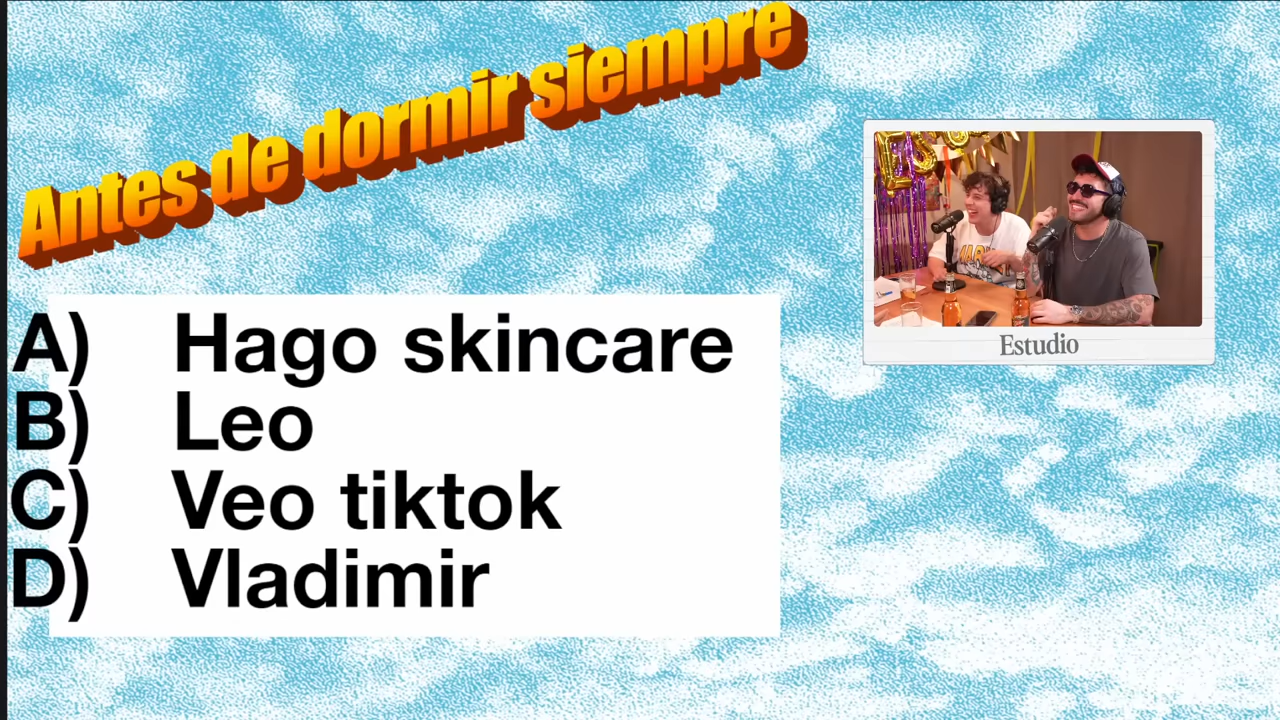 Antes de dormir siempre
A) Hago skincare
B) Leo
C) Veo tiktok
D) Vladimir
Estudio